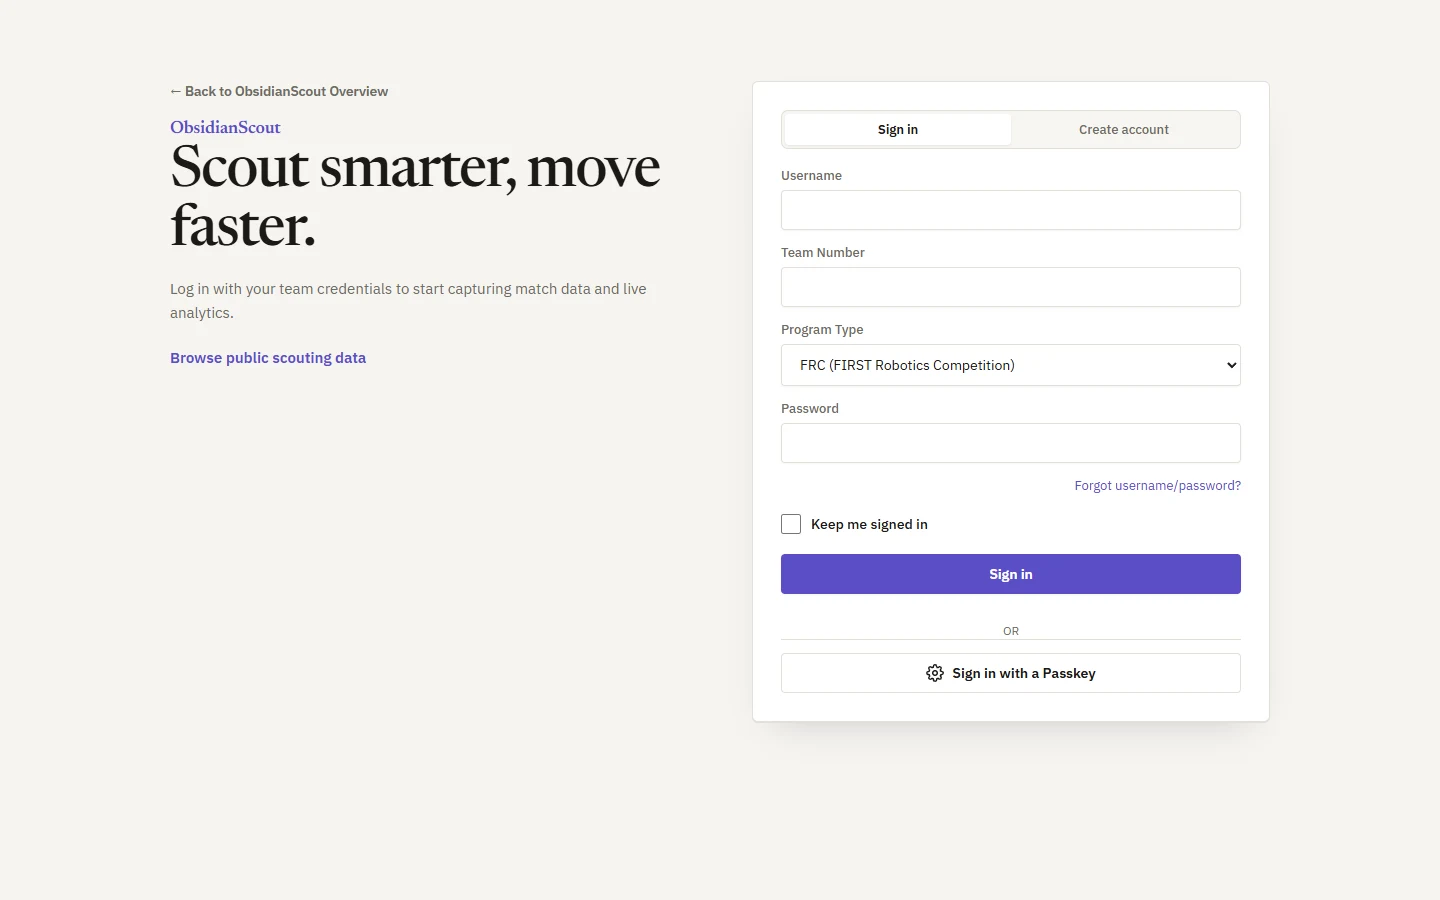 ← Back to ObsidianScout Overview
ObsidianScout
Scout smarter, move
faster.
Log in with your team credentials to start capturing match data and live
analytics.
Browse public scouting data
Sign in
Create account
Username
Team Number
Program Type
FRC (FIRST Robotics Competition)
Password
Forgot username/password?
Keep me signed in
Sign in
OR
Sign in with a Passkey